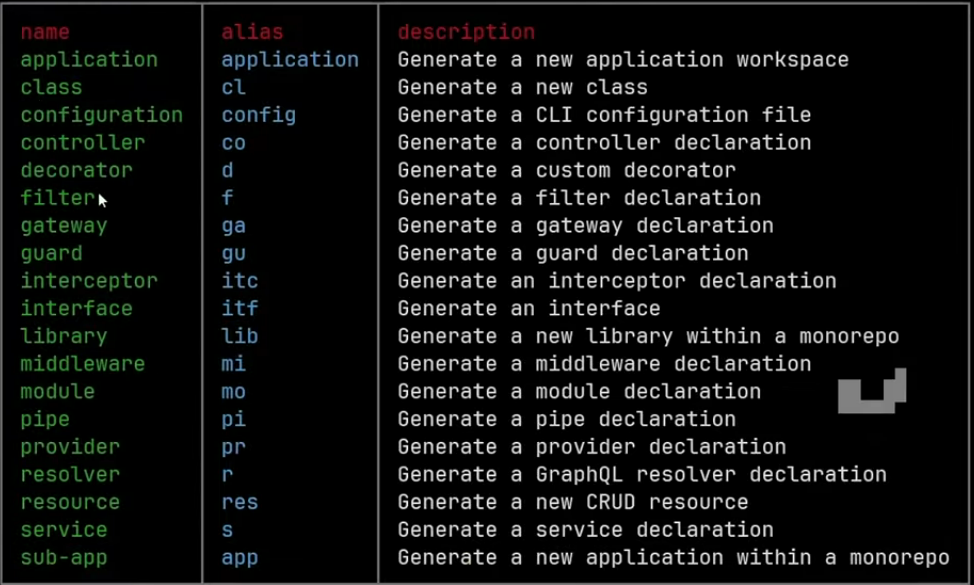 name alias description
application application Generate a new application workspace
class cl Generate a new class
configuration config Generate a CLI configuration file
controller co Generate a controller declaration
decorator d Generate a custom decorator
filter f Generate a filter declaration
gateway ga Generate a gateway declaration
guard gu Generate a guard declaration
interceptor itc Generate an interceptor declaration
interface itf Generate an interface
library lib Generate a new library within a monorepo
middleware mi Generate a middleware declaration
module mo Generate a module declaration
pipe pi Generate a pipe declaration
provider pr Generate a provider declaration
resolver r Generate a GraphQL resolver declaration
resource res Generate a new CRUD resource
service s Generate a service declaration
sub-app app Generate a new application within a monorepo